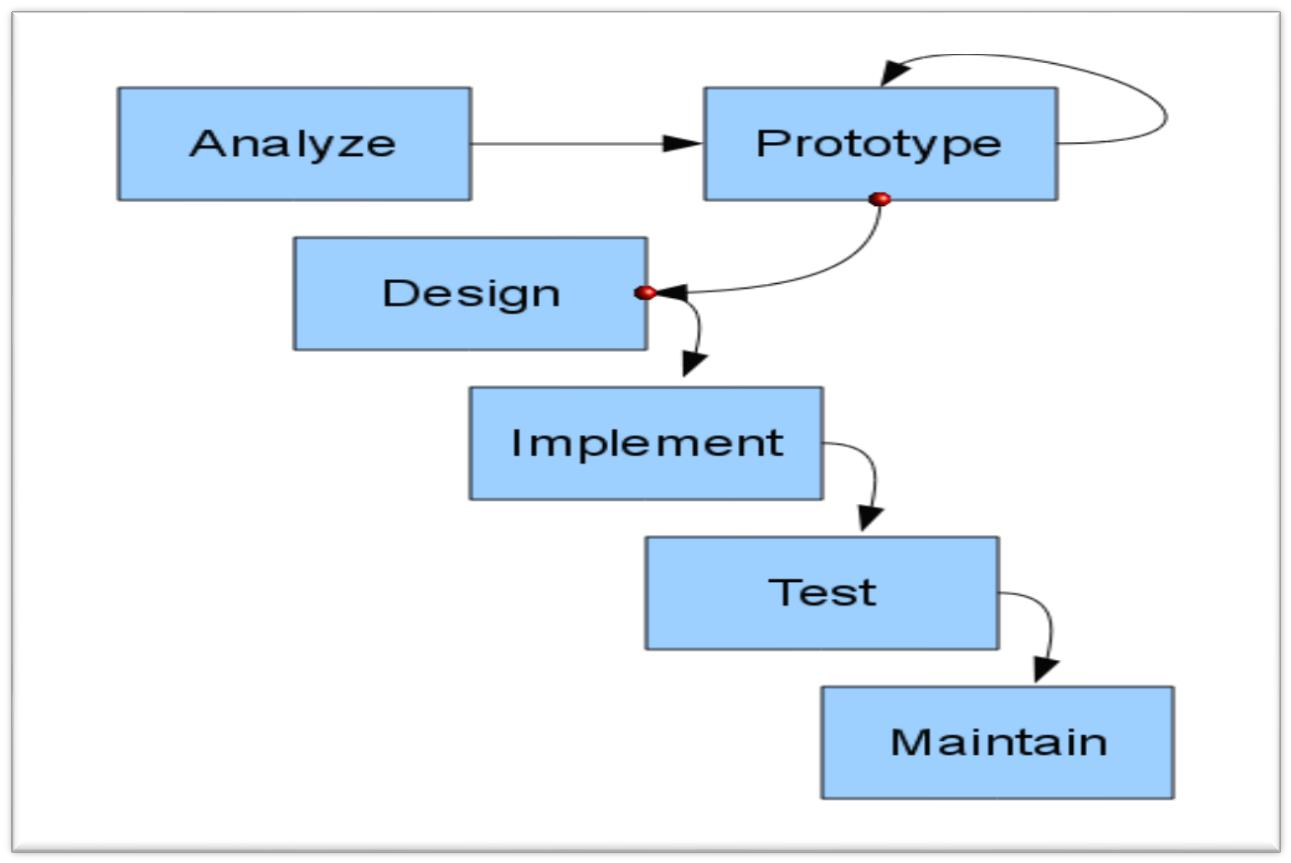 Analyze
Prototype
Design
Implement
Test
Maintain